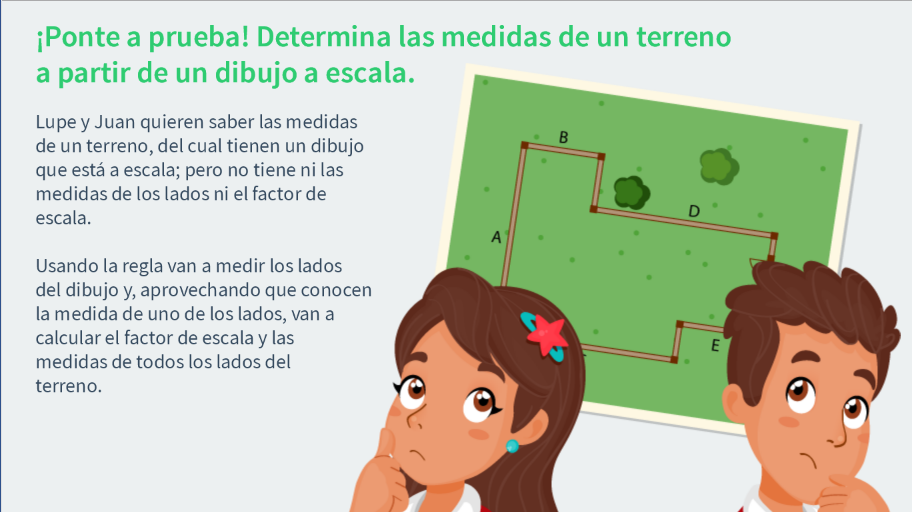 ¡Ponte a prueba! Determina las medidas de un terreno
a partir de un dibujo a escala.
Lupe y Juan quieren saber las medidas
de un terreno, del cual tienen un dibujo
que está a escala; pero no tiene ni las
medidas de los lados ni el factor de
escala.
Usando la regla van a medir los lados
del dibujo y, aprovechando que conocen
la medida de uno de los lados, van a
calcular el factor de escala y las
medidas de todos los lados del
terreno.
B
D
A
E